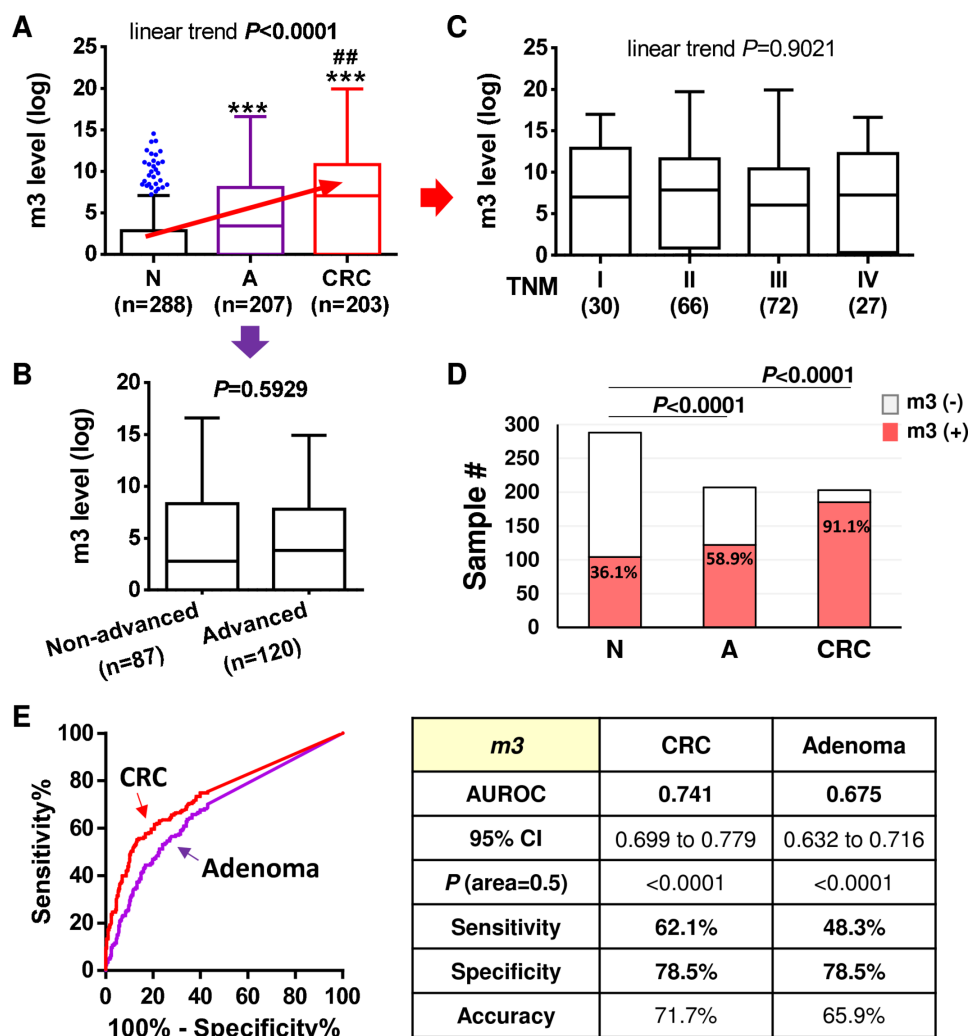 A
linear trend P<0.0001
m3 level (log)
25
20
15
10
5
0
***
##
***
N
A
CRC
(n=288)
(n=207)
(n=203)
C
linear trend P=0.9021
m3 level (log)
25
20
15
10
5
0
TNM
I
II
III
IV
(30)
(66)
(72)
(27)
B
P=0.5929
m3 level (log)
20
15
10
5
0
Non-advanced
(n=87)
Advanced
(n=120)
D
P<0.0001
P<0.0001
m3 (-)
m3 (+)
Sample #
300
250
200
150
100
50
0
36.1%
58.9%
91.1%
N
A
CRC
E
Sensitivity%
100
80
60
40
20
0
CRC
Adenoma
0
20
40
60
80
100
100% - Specificity%
m3 CRC Adenoma
AUROC 0.741 0.675
95% CI 0.699 to 0.779 0.632 to 0.716
P (area=0.5) <0.0001 <0.0001
Sensitivity 62.1% 48.3%
Specificity 78.5% 78.5%
Accuracy 71.7% 65.9%